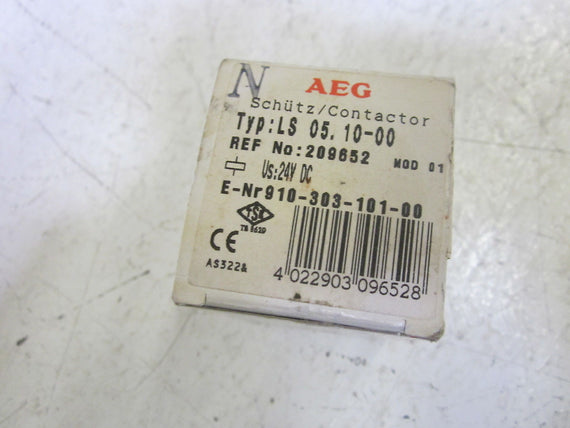 N AEG
Schütz/Contactor
Typ:LS 05.10-00
REF No:209652 MOD 01
Us:24V DC
E-Nr910-303-101-00
TSE
CE
4 022903 096528